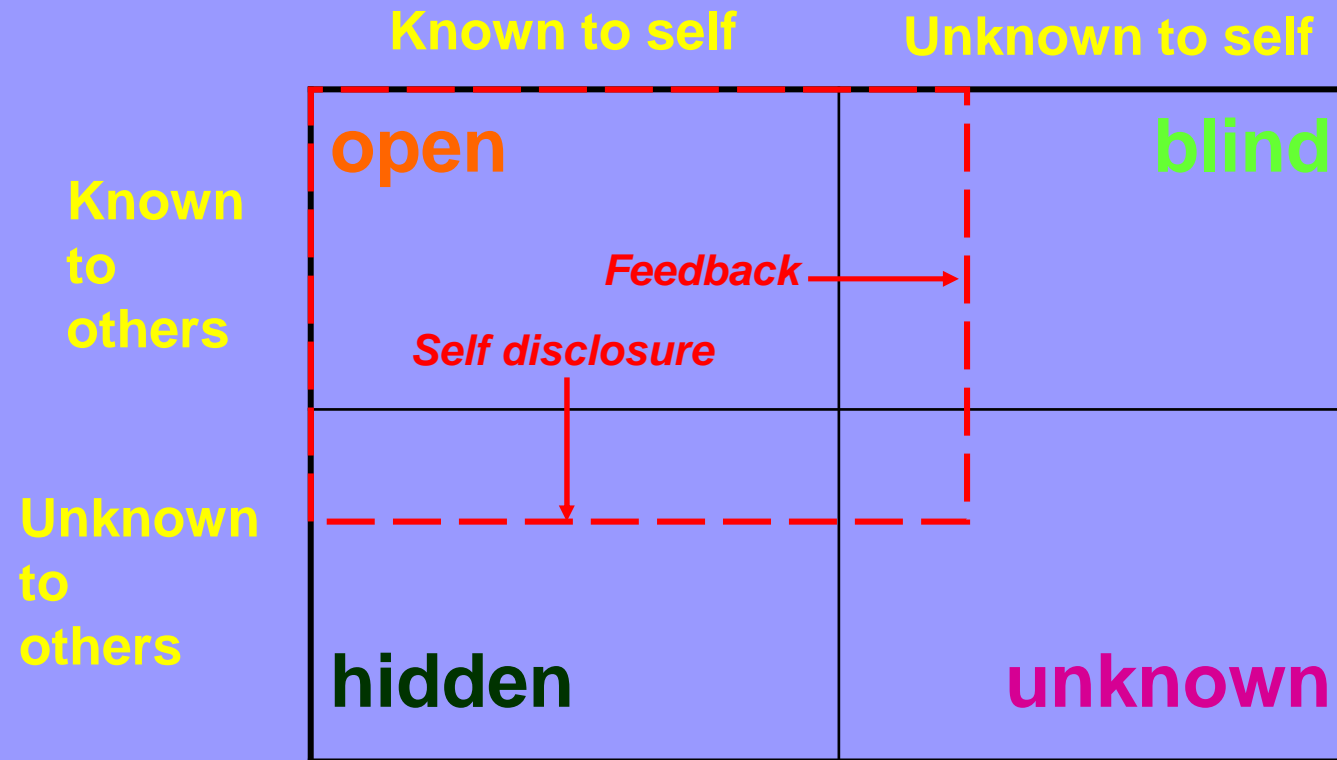 Known to self
Unknown to self
open
blind
Known
to
others
Feedback
Self disclosure
Unknown
to
others
hidden
unknown